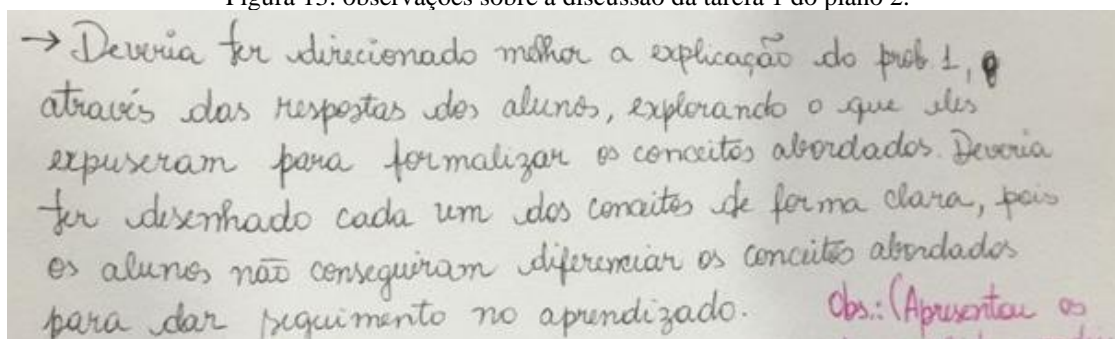 Figura 13: observações sobre a discussão da tarefa 1 do plano 2.
→ Deveria ter direcionado melhor a explicação do prob 1,
através das respostas dos alunos, explorando o que eles
expuseram para formalizar os conceitos abordados. Deveria
ter desenhado cada um dos conceitos de forma clara, pois
os alunos não conseguiram diferenciar os conceitos abordados
para dar seguimento no aprendizado. Obs.: (Apresentou os